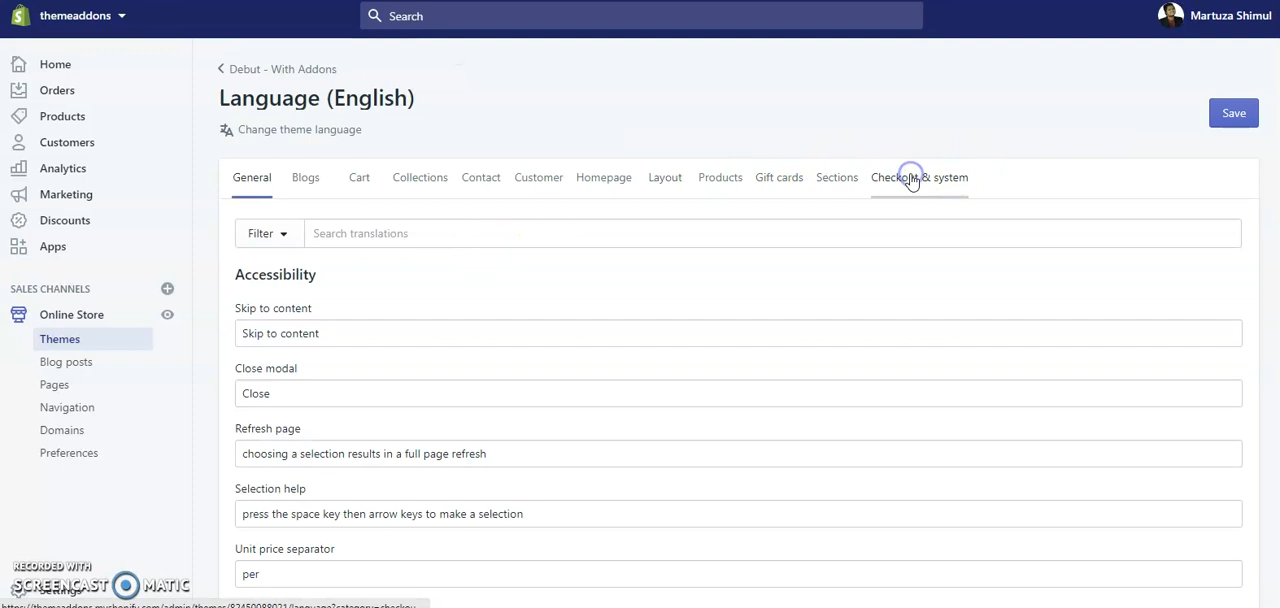 themeaddons
Search
Martuza Shimul
Home
Orders
Products
Customers
Analytics
Marketing
Discounts
Apps
SALES CHANNELS
Online Store
Themes
Blog posts
Pages
Navigation
Domains
Preferences
Settings
Debut - With Addons
Language (English)
Change theme language
Save
General Blogs Cart Collections Contact Customer Homepage Layout Products Gift cards Sections Checkout & system
Filter
Search translations
Accessibility
Skip to content
Skip to content
Close modal
Close
Refresh page
choosing a selection results in a full page refresh
Selection help
press the space key then arrow keys to make a selection
Unit price separator
per
RECORDED WITH
SCREENCAST MATIC